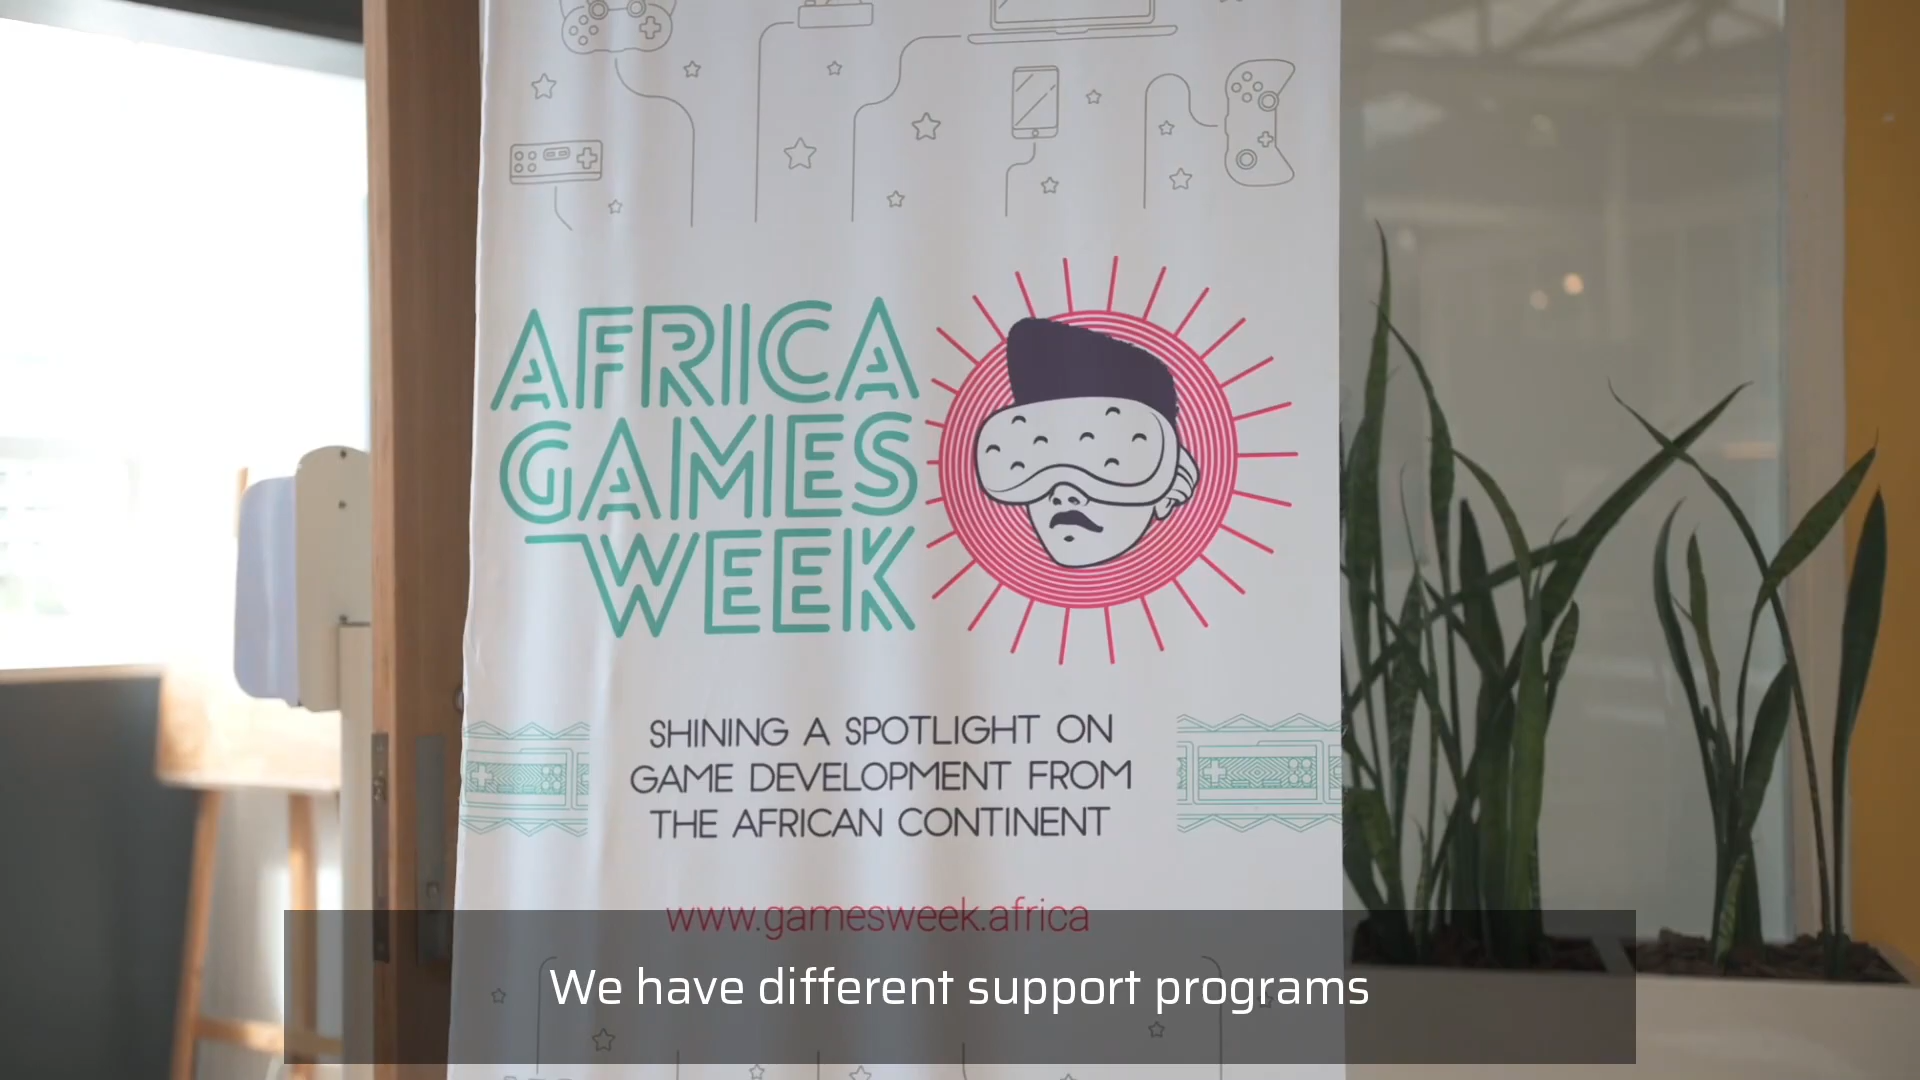 AFRICA
GAMES
WEEK
SHINING A SPOTLIGHT ON
GAME DEVELOPMENT FROM
THE AFRICAN CONTINENT
www.gamesweek.africa
We have different support programs